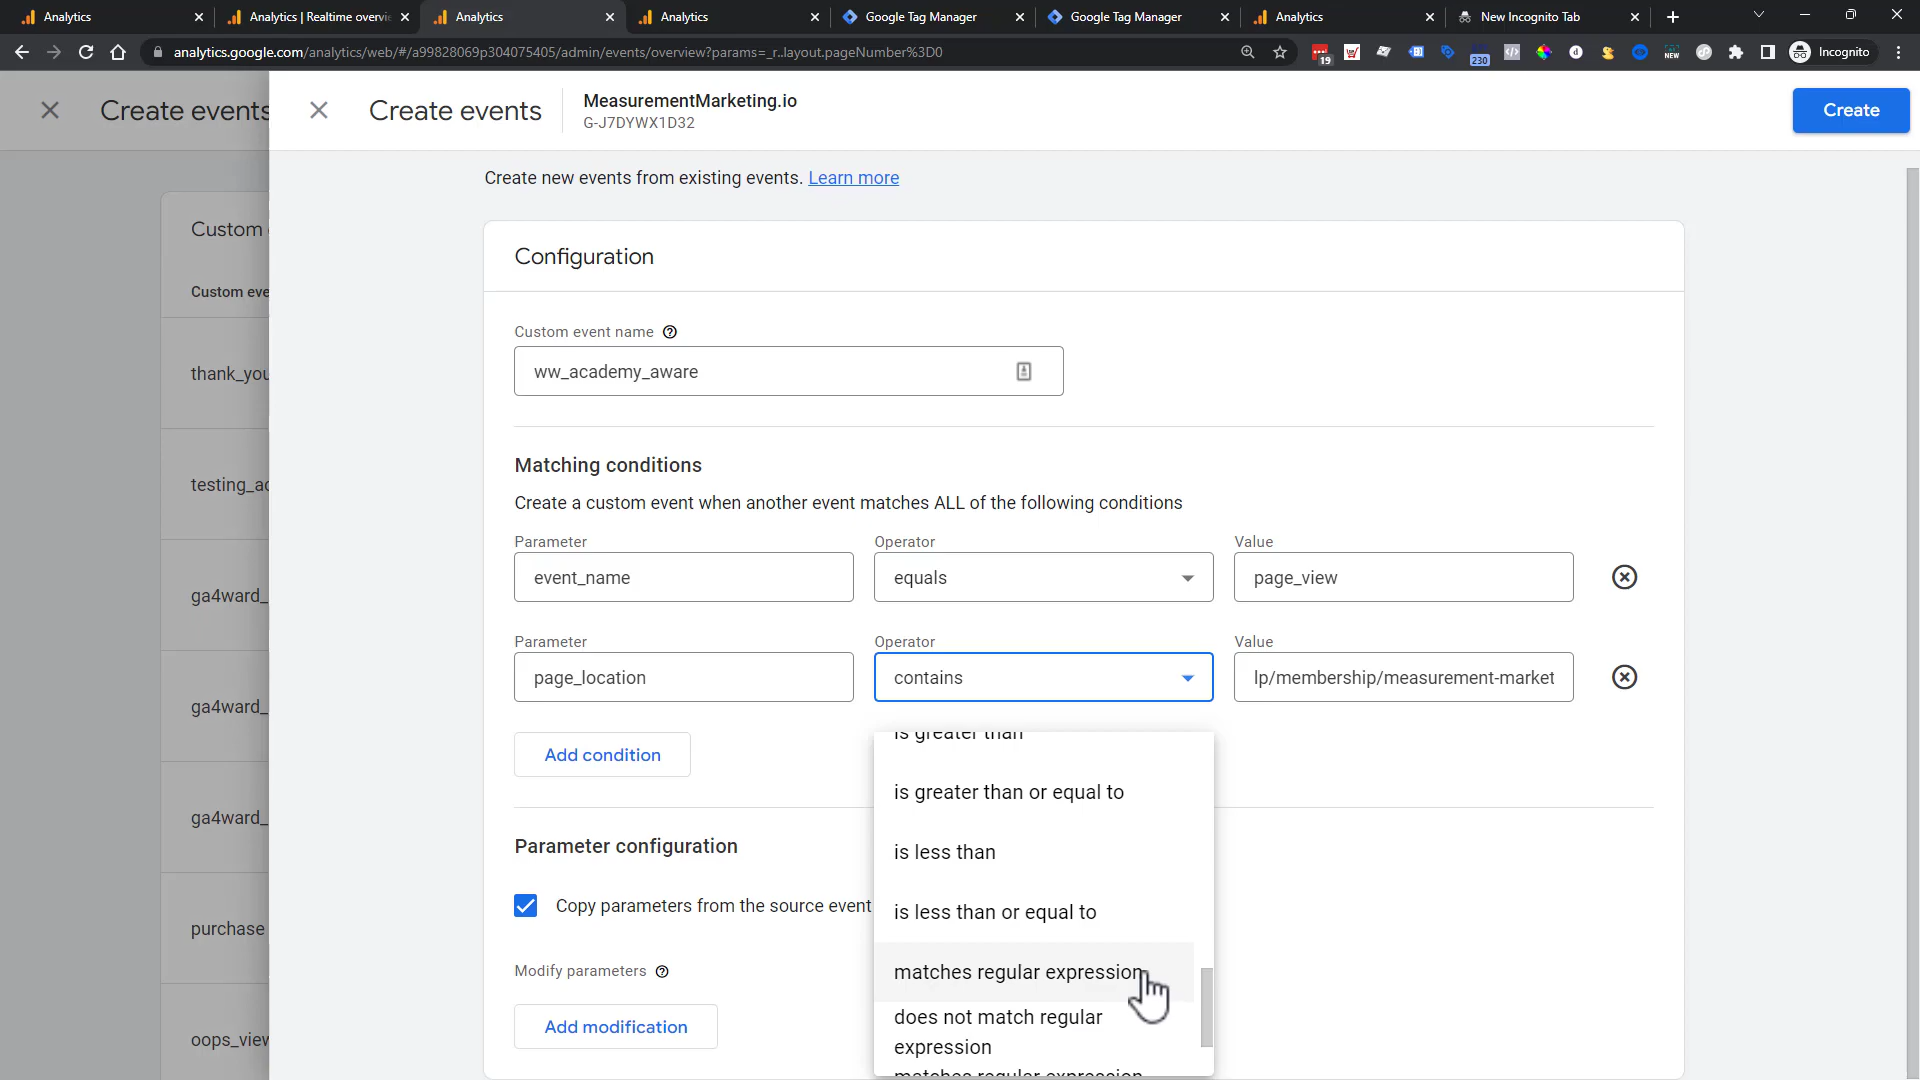 Analytics
Analytics | Realtime overvi
Analytics
Analytics
Google Tag Manager
Google Tag Manager
Analytics
New Incognito Tab
analytics.google.com/analytics/web/#/a99828069p304075405/admin/events/overview?params=_r..layout.pageNumber%3D0
19
230
NEW
Incognito
Create events
Create events
MeasurementMarketing.io
G-J7DYWX1D32
Create
Create new events from existing events. Learn more
Custom
Custom eve
thank_you
testing_ac
ga4ward_
ga4ward_
ga4ward_
purchase
oops_view
Configuration
Custom event name
ww_academy_aware
Matching conditions
Create a custom event when another event matches ALL of the following conditions
Parameter Operator Value
event_name equals page_view
Parameter Operator Value
page_location contains lp/membership/measurement-market
Add condition
is greater than
is greater than or equal to
is less than
is less than or equal to
matches regular expression
does not match regular
expression
matches regular expression
Parameter configuration
Copy parameters from the source event
Modify parameters
Add modification